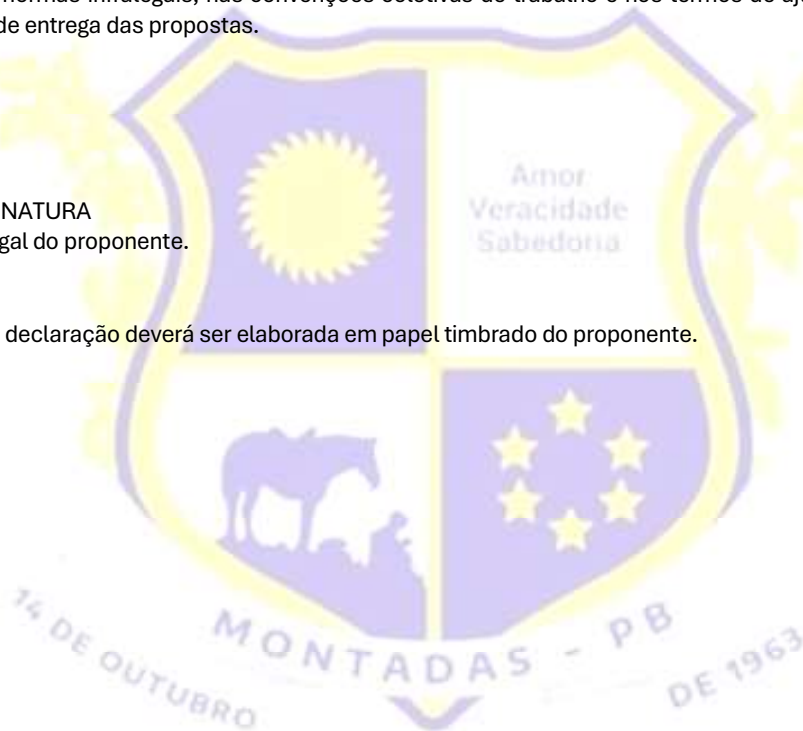 de entrega das propostas.
Amor
Veracidade
Sabedoria
NATURA
gal do proponente.
declaração deverá ser elaborada em papel timbrado do proponente.
14 DE OUTUBRO
MONTADAS - PB
DE 1963